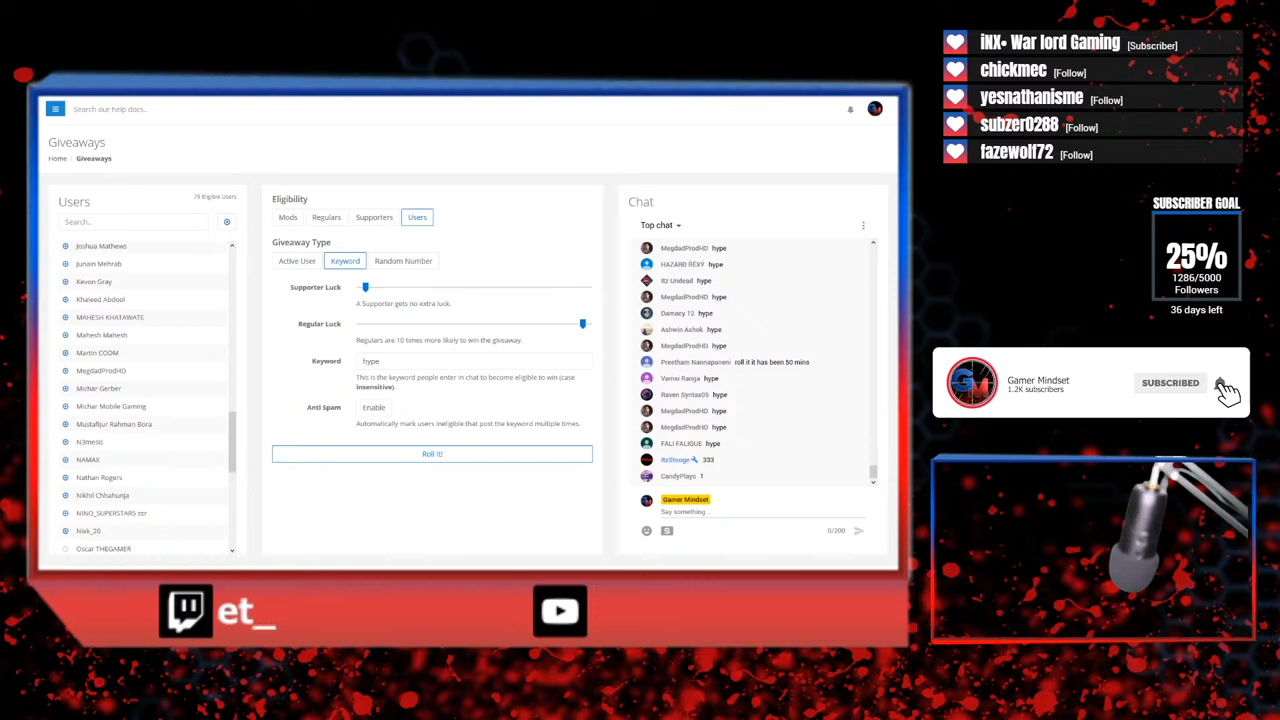 Search our help docs..
Giveaways
Home / Giveaways
Users
79 Eligible Users
Search..
Joshua Mathews
Junain Mehrab
Kevon Gray
Khaleed Abdool
MAHESH KHATAWATE
Mahesh Mahesh
Martin CODM
MegdadProdHD
Michar Gerber
Michar Mobile Gaming
Mustafijur Rahman Bora
N3mesis
NAMAX
Nathan Rogers
Nikhil Chhahunja
NINO_SUPERSTARS ssr
Nisk_20
Oscar THEGAMER
Eligibility
Mods Regulars Supporters Users
Giveaway Type
Active User Keyword Random Number
Supporter Luck
A Supporter gets no extra luck.
Regular Luck
Regulars are 10 times more likely to win the giveaway.
Keyword hype
This is the keyword people enter in chat to become eligible to win (case
insensitive).
Anti Spam Enable
Automatically mark users ineligible that post the keyword multiple times.
Roll It!
Chat
Top chat
MegdadProdHD hype
HAZÀRD ŘEXÝ hype
Itz Undead hype
MegdadProdHD hype
Damacy 12 hype
Ashwin Ashok hype
MegdadProdHD hype
Preetham Nannapaneni roll it it has been 50 mins
Vamsi Ranga hype
Raven Syntax05 hype
MegdadProdHD hype
MegdadProdHD hype
FALI FALIQUE hype
ItzStooge 333
CandyPlays 1
Gamer Mindset
Say something...
0/200
et_
iNX• War lord Gaming [Subscriber]
chickmec [Follow]
yesnathanisme [Follow]
subzer0288 [Follow]
fazewolf72 [Follow]
SUBSCRIBER GOAL
25%
1286/5000
Followers
36 days left
GM
Gamer Mindset
1.2K subscribers
SUBSCRIBED